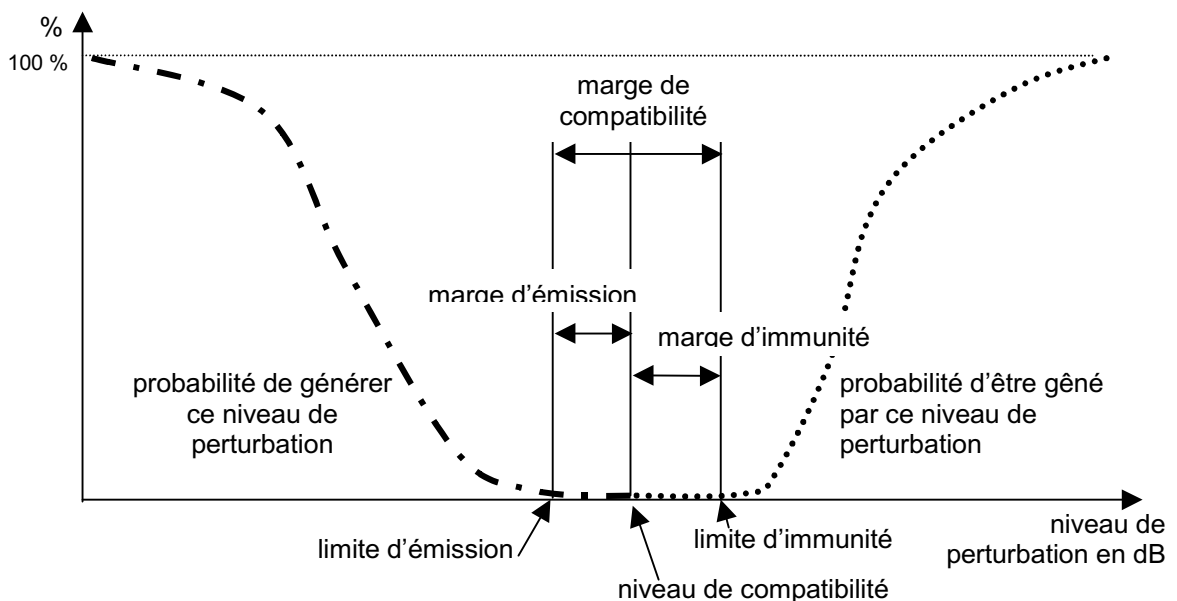 %
100 %
marge de
compatibilité
marge d'émission
marge d'immunité
probabilité de générer
ce niveau de
perturbation
probabilité d'être gêné
par ce niveau de
perturbation
limite d'émission
limite d'immunité
niveau de compatibilité
niveau de
perturbation en dB